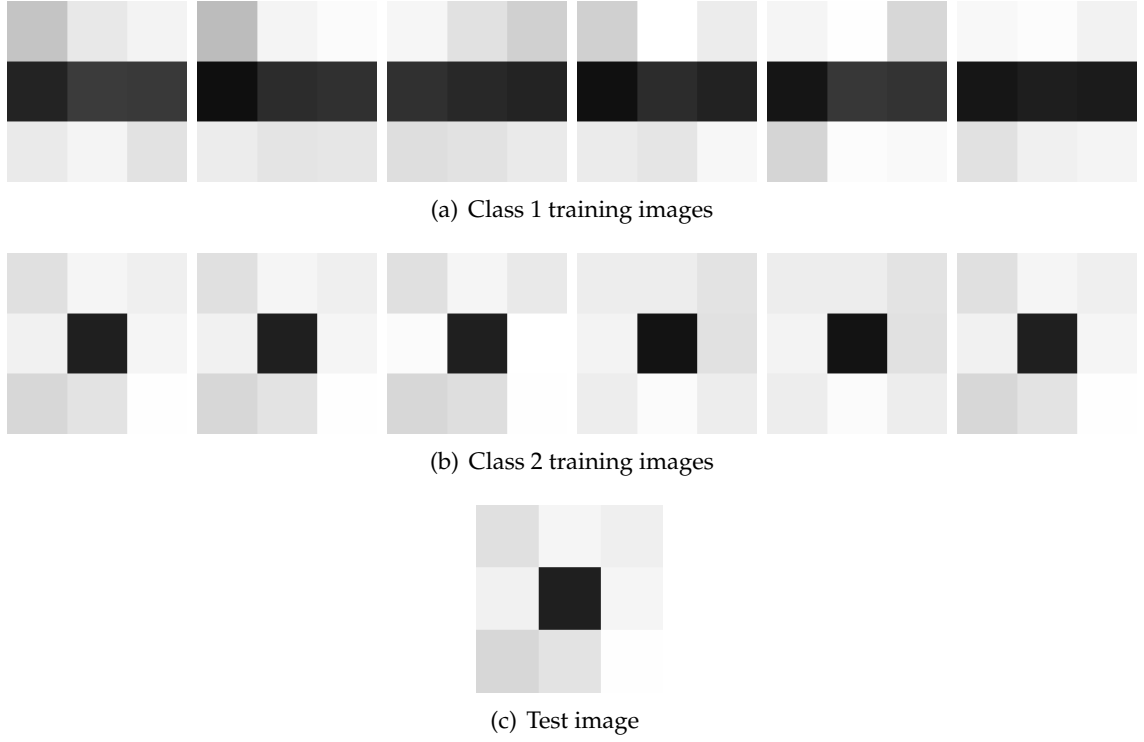 (a) Class 1 training images
(b) Class 2 training images
(c) Test image